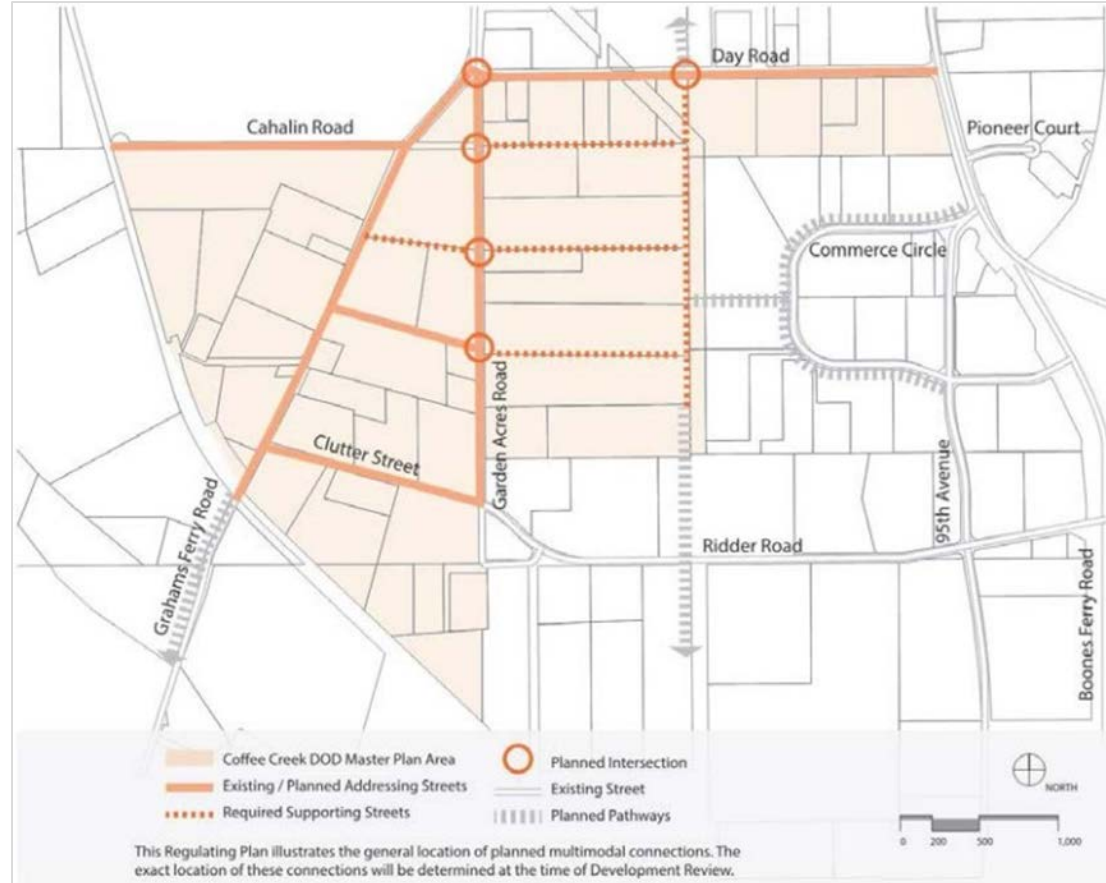 Day Road
Cahalin Road
Pioneer Court
Commerce Circle
Garden Acres Road
Clutter Street
95th Avenue
Grahams Ferry Road
Ridder Road
Boones Ferry Road
Coffee Creek DOD Master Plan Area
Existing / Planned Addressing Streets
Required Supporting Streets
Planned Intersection
Existing Street
Planned Pathways
NORTH
0 200 500 1,000
This Regulating Plan illustrates the general location of planned multimodal connections. The
exact location of these connections will be determined at the time of Development Review.